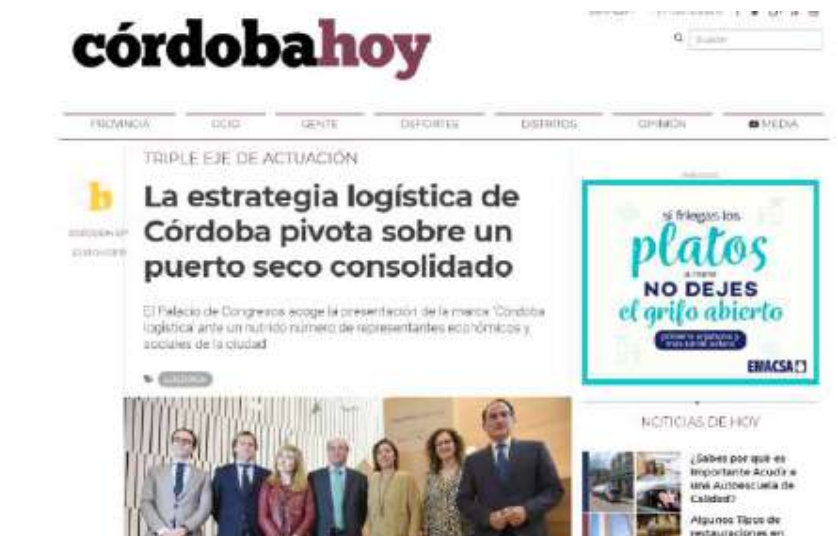 córdobahoy
Buscar
PROVINCIA OCIO GENTE DEPORTES DISTRITOS OPINIÓN MEDIA
TRIPLE EJE DE ACTUACIÓN
b
La estrategia logística de
Córdoba pivota sobre un
puerto seco consolidado
El Palacio de Congresos acoge la presentación de la marca 'Córdoba
logística' ante un nutrido número de representantes económicos y
sociales de la ciudad
si friegas los
platos
a mano
NO DEJES
el grifo abierto
EMACSA
NOTICIAS DE HOY
¿Sabes por qué es
Importante Acudir a
una Autoescuela de
Calidad?
Algunos Tipos de
restauraciones en